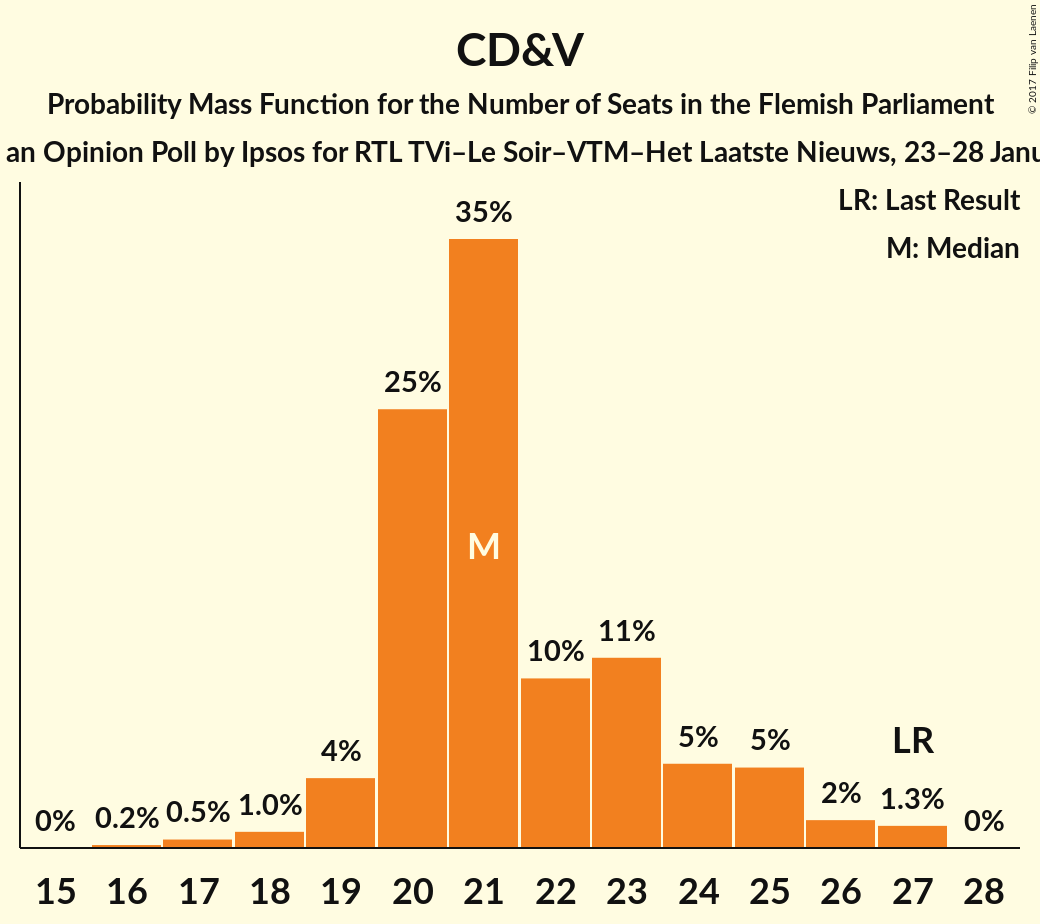 CD&V
Probability Mass Function for the Number of Seats in the Flemish Parliament
an Opinion Poll by Ipsos for RTL TVi–Le Soir–VTM–Het Laatste Nieuws, 23–28 Janu
© 2017 Filip van Laenen
LR: Last Result
M: Median
35%
25%
M
11%
10%
5%
5%
LR
4%
2%
1.3%
0%
0.2%
0.5%
1.0%
0%
15 16 17 18 19 20 21 22 23 24 25 26 27 28